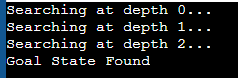 Searching at depth 0...
Searching at depth 1...
Searching at depth 2...
Goal State Found